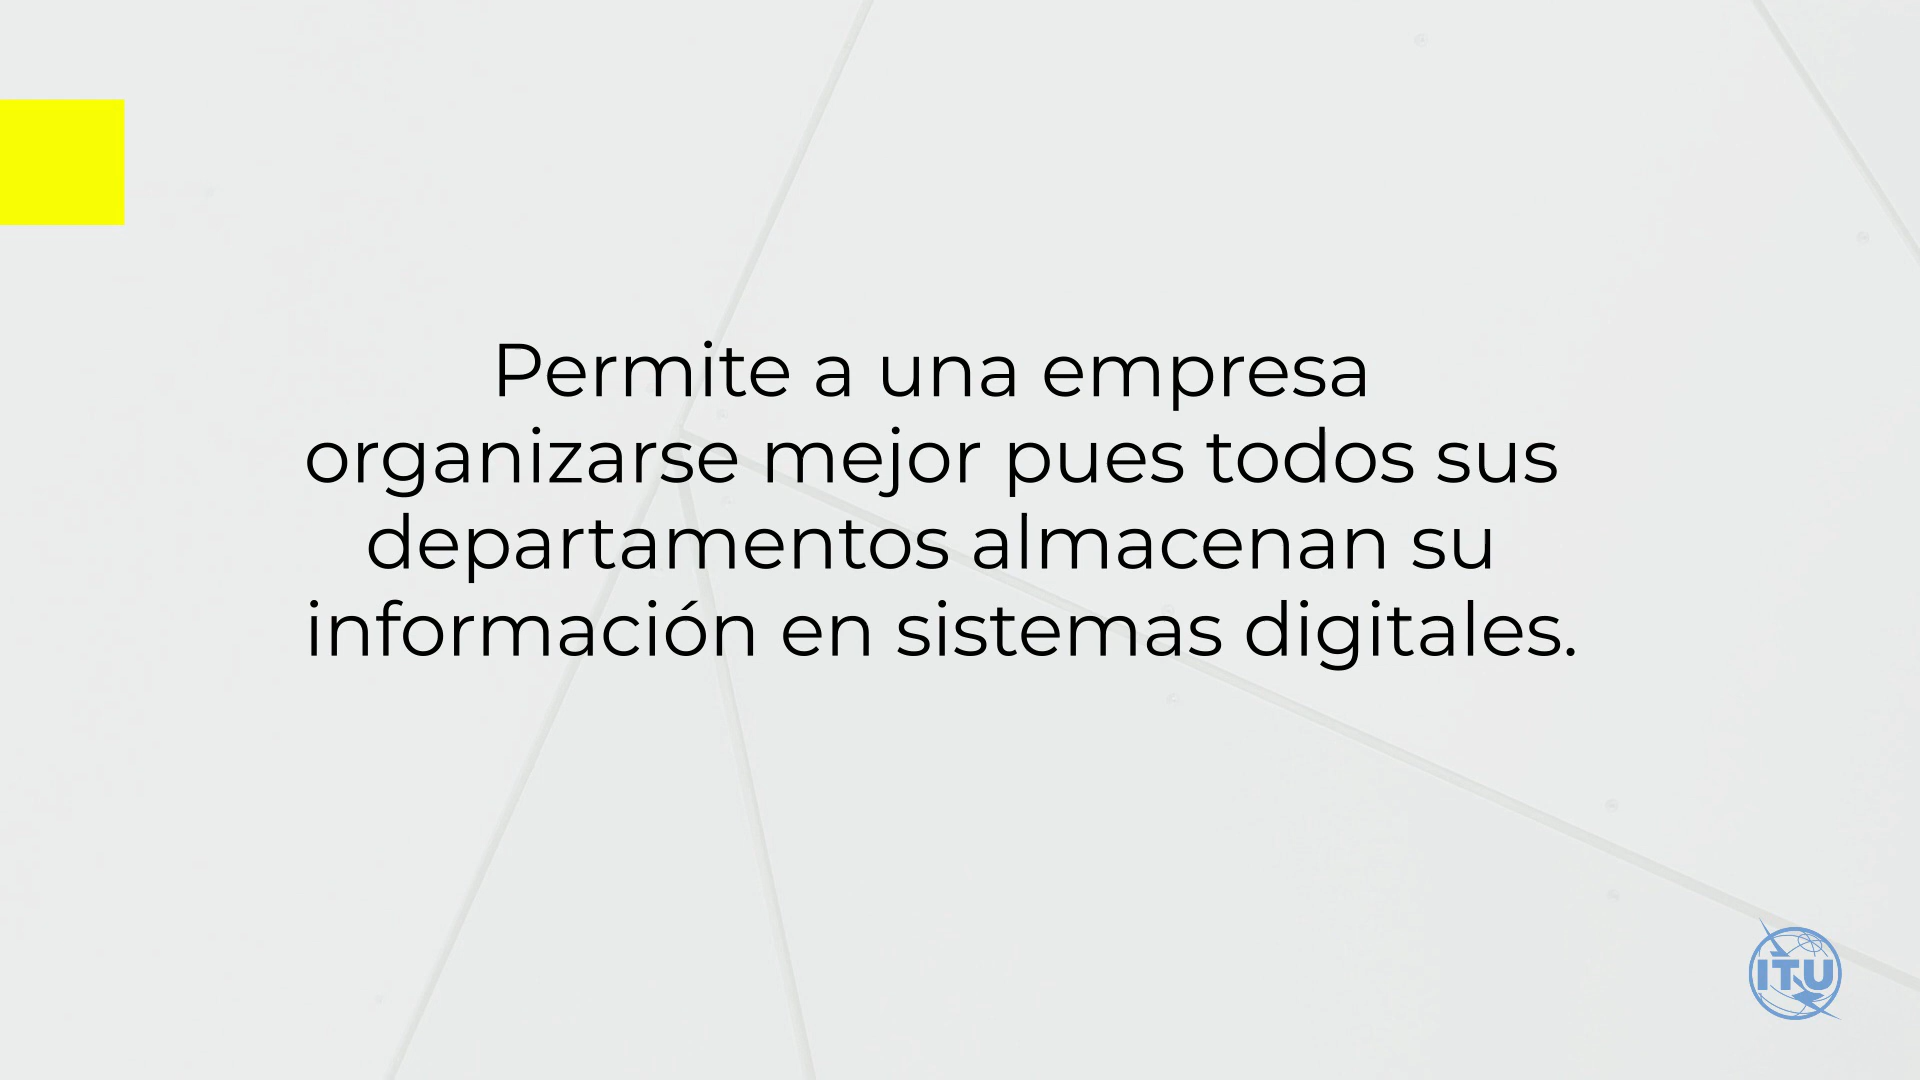 Permite a una empresa
organizarse mejor pues todos sus
departamentos almacenan su
información en sistemas digitales.
ITU